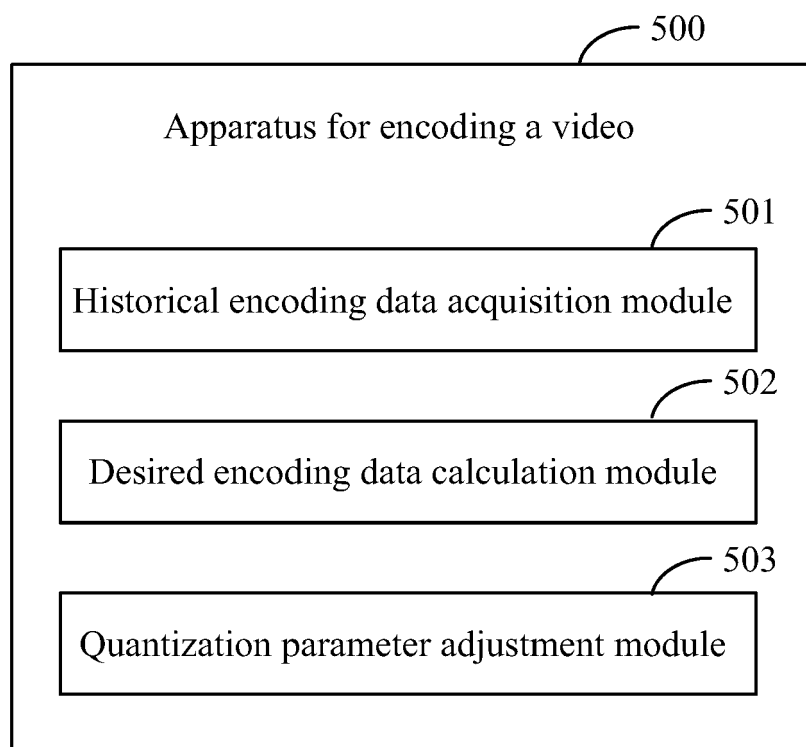 500
Apparatus for encoding a video
501
Historical encoding data acquisition module
502
Desired encoding data calculation module
503
Quantization parameter adjustment module